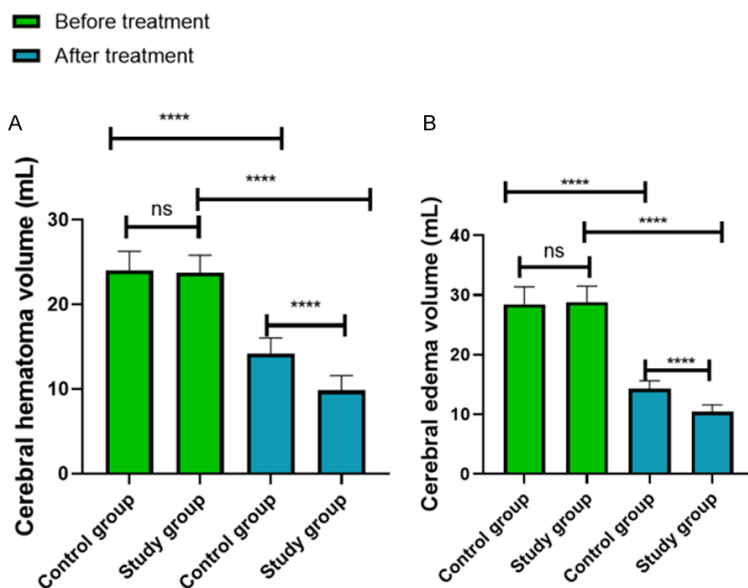 Before treatment
After treatment
A
****
****
ns
****
Cerebral hematoma volume (mL)
30
20
10
0
Control group
Study group
Control group
Study group
B
****
****
ns
****
Cerebral edema volume (mL)
40
30
20
10
0
Control group
Study group
Control group
Study group